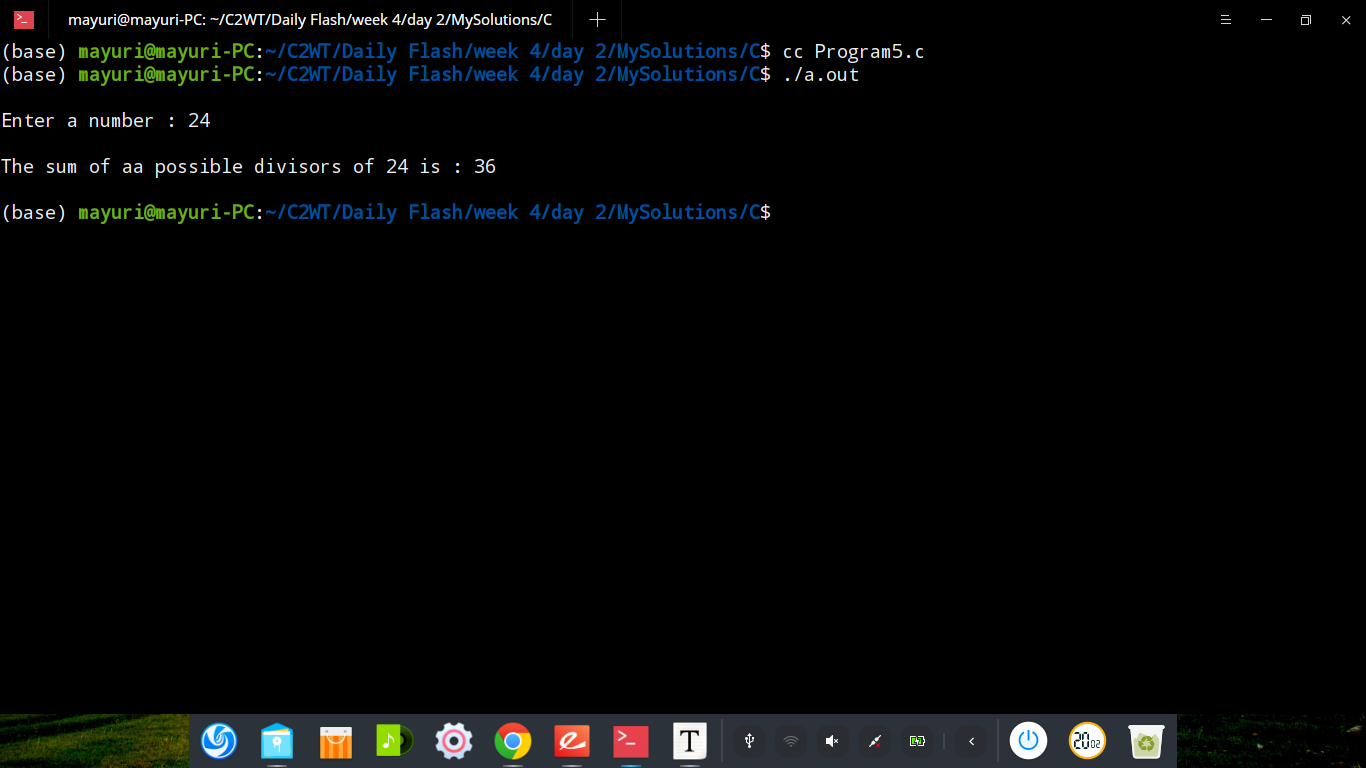 mayuri@mayuri-PC: ~/C2WT/Daily Flash/week 4/day 2/MySolutions/C
(base) mayuri@mayuri-PC:~/C2WT/Daily Flash/week 4/day 2/MySolutions/C$ cc Program5.c
(base) mayuri@mayuri-PC:~/C2WT/Daily Flash/week 4/day 2/MySolutions/C$ ./a.out
Enter a number : 24
The sum of aa possible divisors of 24 is : 36
(base) mayuri@mayuri-PC:~/C2WT/Daily Flash/week 4/day 2/MySolutions/C$
T
20 02